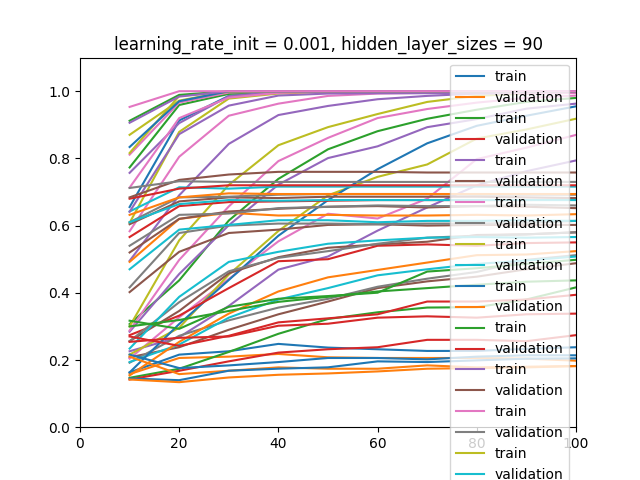 learning_rate_init = 0.001, hidden_layer_sizes = 90
1.0
0.8
0.6
0.4
0.2
0.0
0
20
40
60
80
100
train
validation
train
validation
train
validation
train
validation
train
validation
train
validation
train
validation
train
validation
train
validation
train
validation